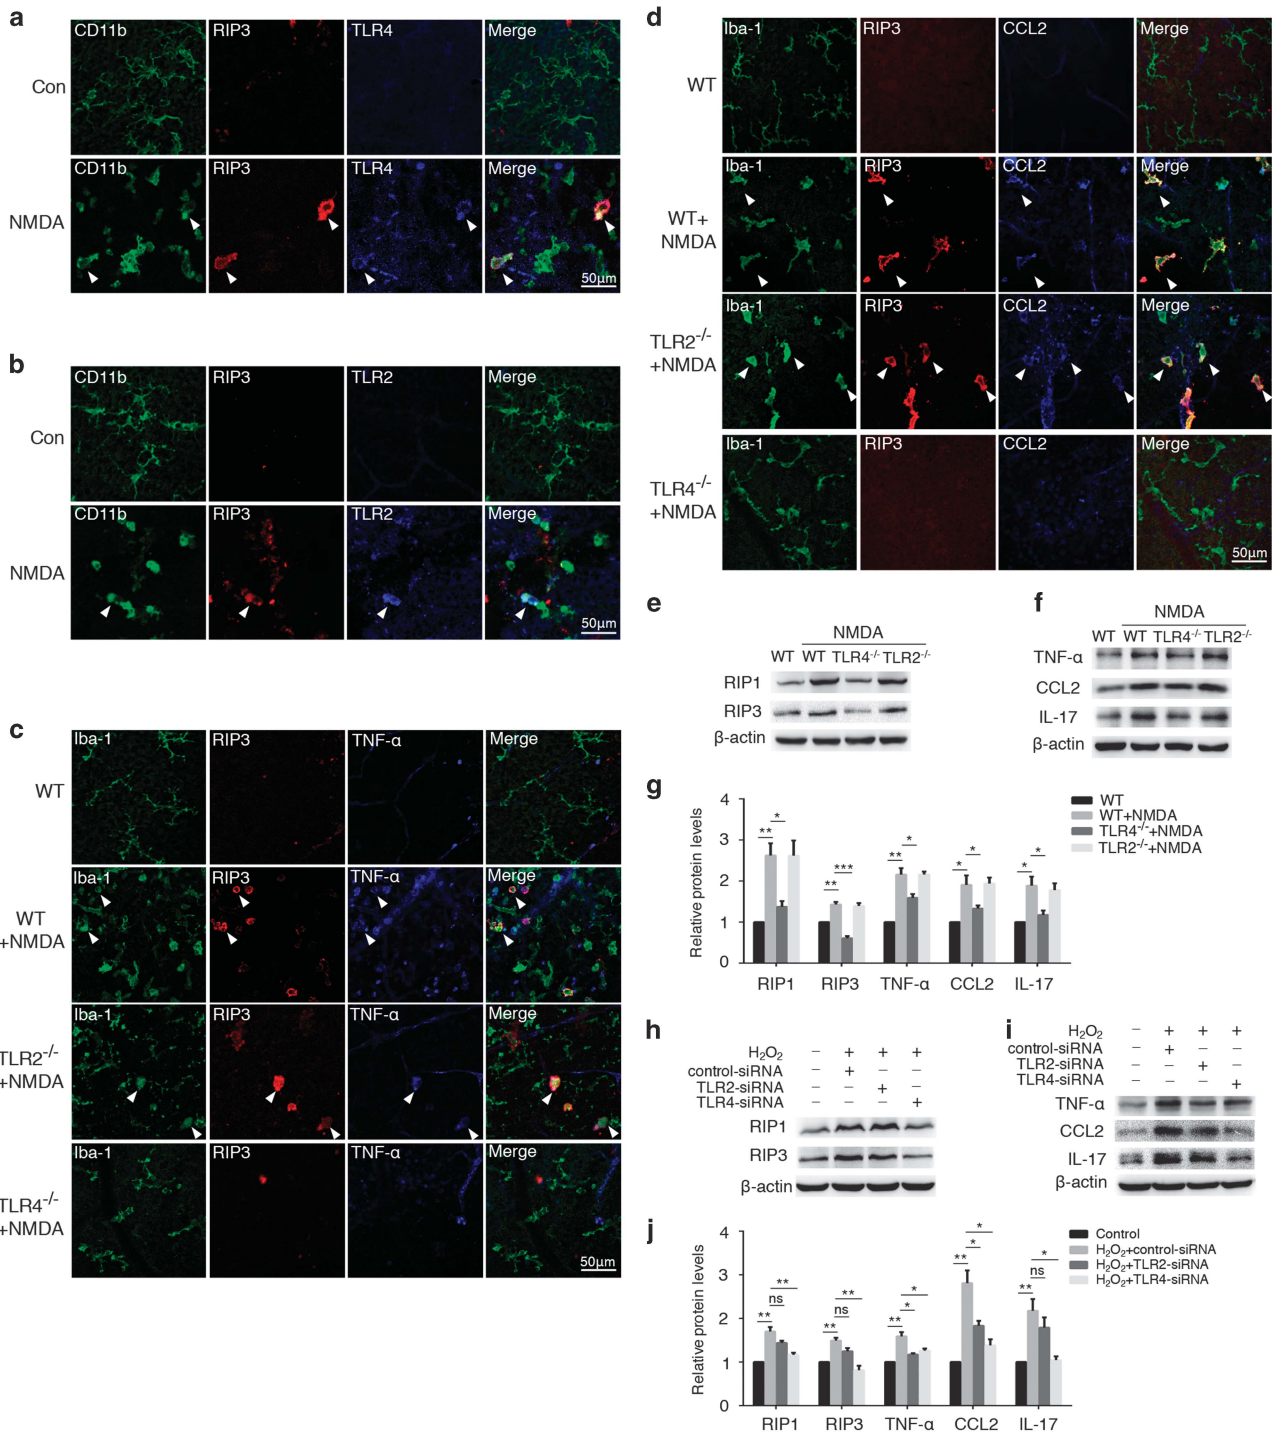 a
CD11b RIP3 TLR4 Merge
Con
CD11b RIP3 TLR4 Merge
NMDA
50μm
b
CD11b RIP3 TLR2 Merge
Con
CD11b RIP3 TLR2 Merge
NMDA
50μm
c
Iba-1 RIP3 TNF-α Merge
WT
Iba-1 RIP3 TNF-α Merge
WT
+NMDA
Iba-1 RIP3 TNF-α Merge
TLR2-/-
+NMDA
Iba-1 RIP3 TNF-α Merge
TLR4-/-
+NMDA
50μm
d
Iba-1 RIP3 CCL2 Merge
WT
Iba-1 RIP3 CCL2 Merge
WT+
NMDA
Iba-1 RIP3 CCL2 Merge
TLR2-/-
+NMDA
Iba-1 RIP3 CCL2 Merge
TLR4-/-
+NMDA
50μm
e
NMDA
WT WT TLR4-/- TLR2-/-
RIP1
RIP3
β-actin
f
NMDA
WT WT TLR4-/- TLR2-/-
TNF-α
CCL2
IL-17
β-actin
g
Relative protein levels
4
3
2
1
0
** *
** ***
** *
* *
* *
RIP1 RIP3 TNF-α CCL2 IL-17
WT
WT+NMDA
TLR4-/-+NMDA
TLR2-/-+NMDA
h
H2O2 – + + +
control-siRNA – + – –
TLR2-siRNA – – + –
TLR4-siRNA – – – +
RIP1
RIP3
β-actin
i
H2O2 – + + +
control-siRNA – + – –
TLR2-siRNA – – + –
TLR4-siRNA – – – +
TNF-α
CCL2
IL-17
β-actin
j
Relative protein levels
4
3
2
1
0
** ns **
** ns **
** * *
** * *
** ns *
RIP1 RIP3 TNF-α CCL2 IL-17
Control
H2O2+control-siRNA
H2O2+TLR2-siRNA
H2O2+TLR4-siRNA